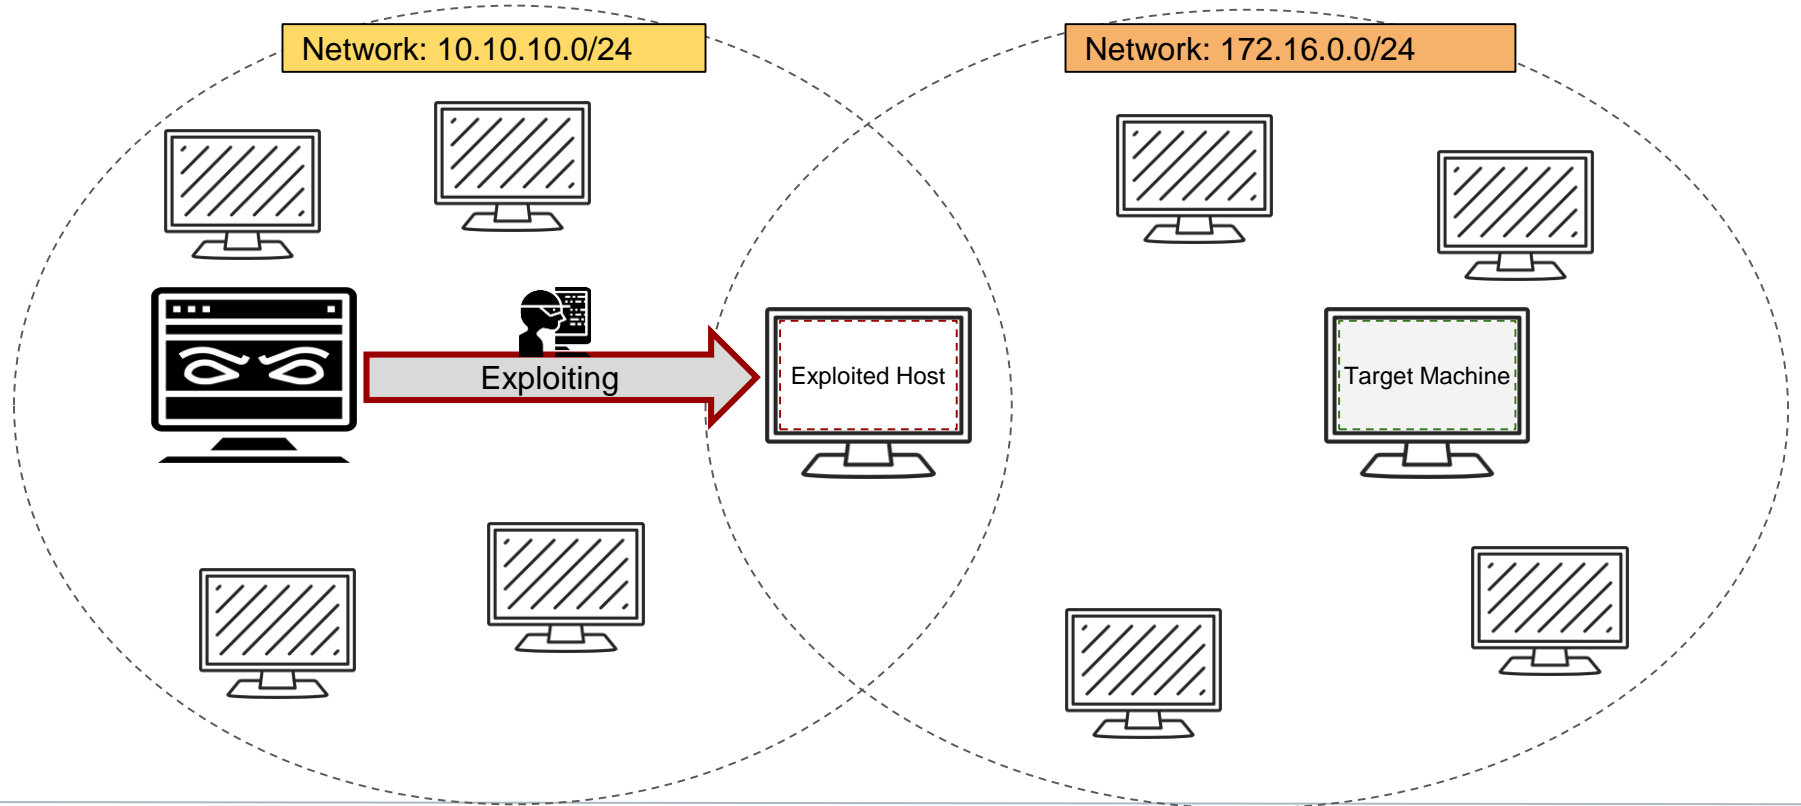 Network: 10.10.10.0/24
Network: 172.16.0.0/24
Exploiting
Exploited Host
Target Machine